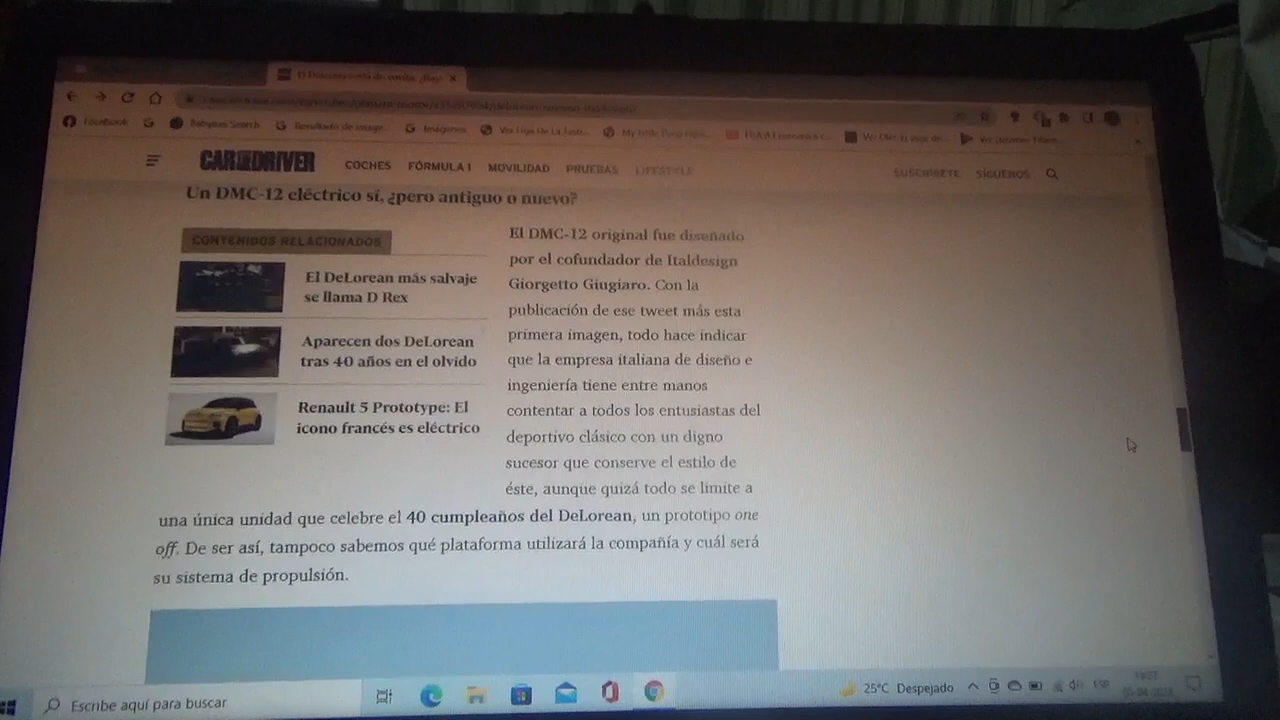 Facebook
G
Babylon Search
G
G Imágenes
CAR AND DRIVER
COCHES
FÓRMULA 1
MOVILIDAD
PRUEBAS
LIFESTYLE
SUSCRÍBETE
SÍGUENOS
Un DMC-12 eléctrico sí, ¿pero antiguo o nuevo?
CONTENIDOS RELACIONADOS
El DeLorean más salvaje
se llama D Rex
Aparecen dos DeLorean
tras 40 años en el olvido
Renault 5 Prototype: El
icono francés es eléctrico
El DMC-12 original fue diseñado
por el cofundador de Italdesign
Giorgetto Giugiaro. Con la
publicación de ese tweet más esta
primera imagen, todo hace indicar
que la empresa italiana de diseño e
ingeniería tiene entre manos
contentar a todos los entusiastas del
deportivo clásico con un digno
sucesor que conserve el estilo de
éste, aunque quizá todo se limite a
una única unidad que celebre el 40 cumpleaños del DeLorean, un prototipo one
off. De ser así, tampoco sabemos qué plataforma utilizará la compañía y cuál será
su sistema de propulsión.
Escribe aquí para buscar
25°C Despejado
ESP